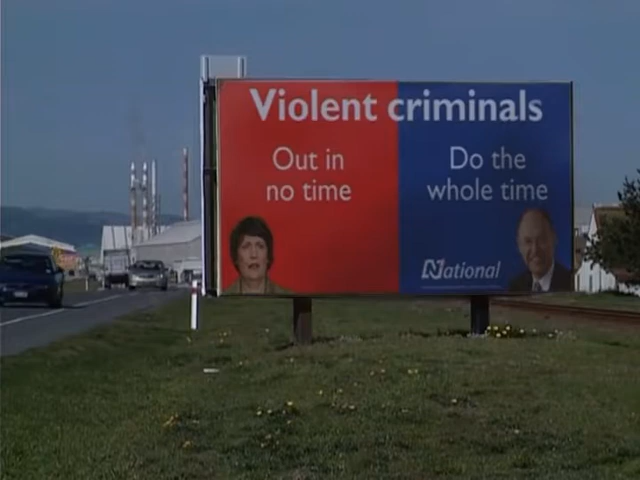 Violent criminals
Out in
no time
Do the
whole time
National